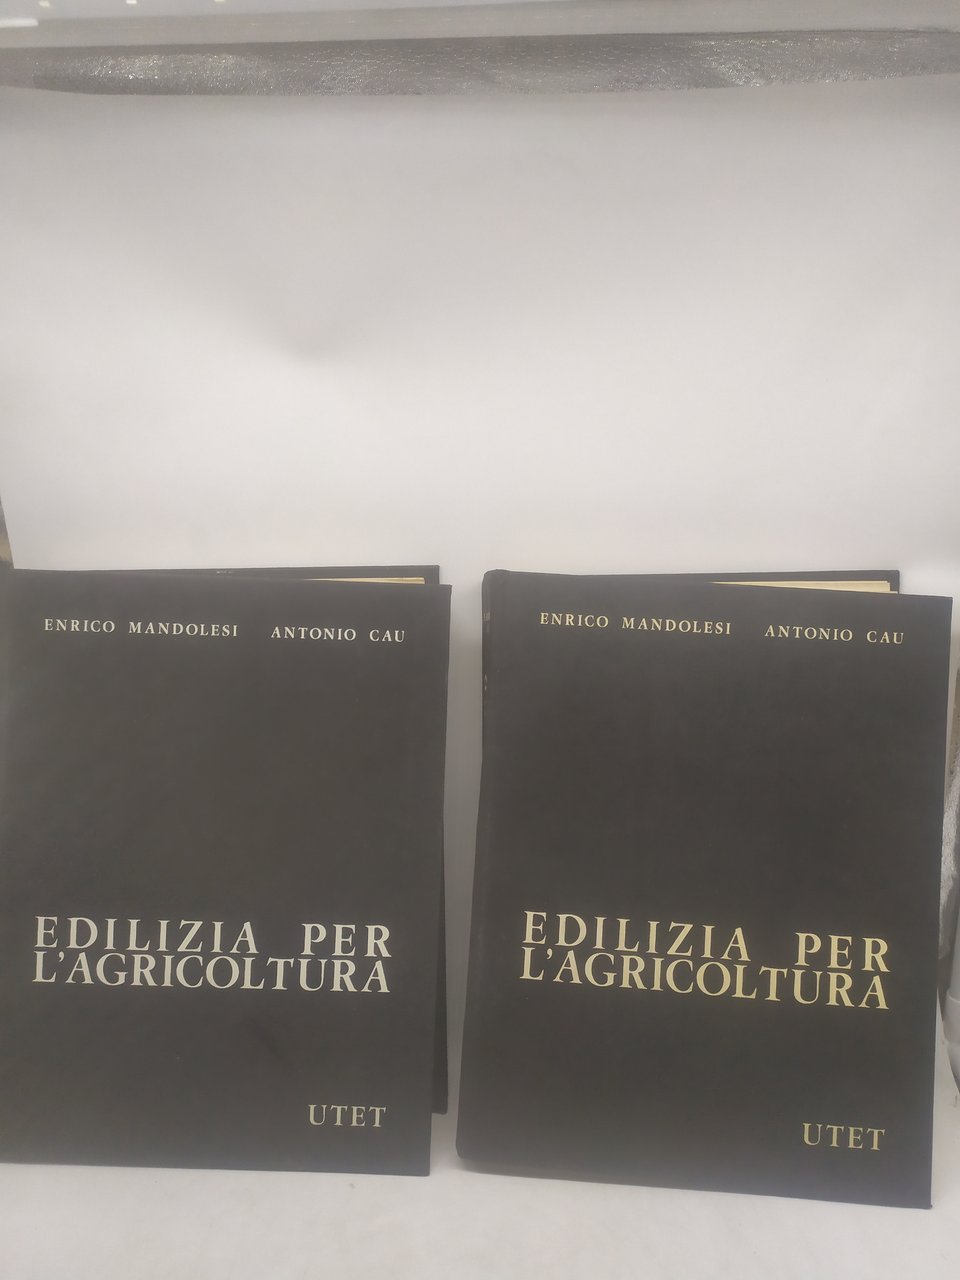 ENRICO MANDOLESI ANTONIO CAU
EDILIZIA PER
L'AGRICOLTURA
UTET
ENRICO MANDOLESI ANTONIO CAU
EDILIZIA PER
L'AGRICOLTURA
UTET